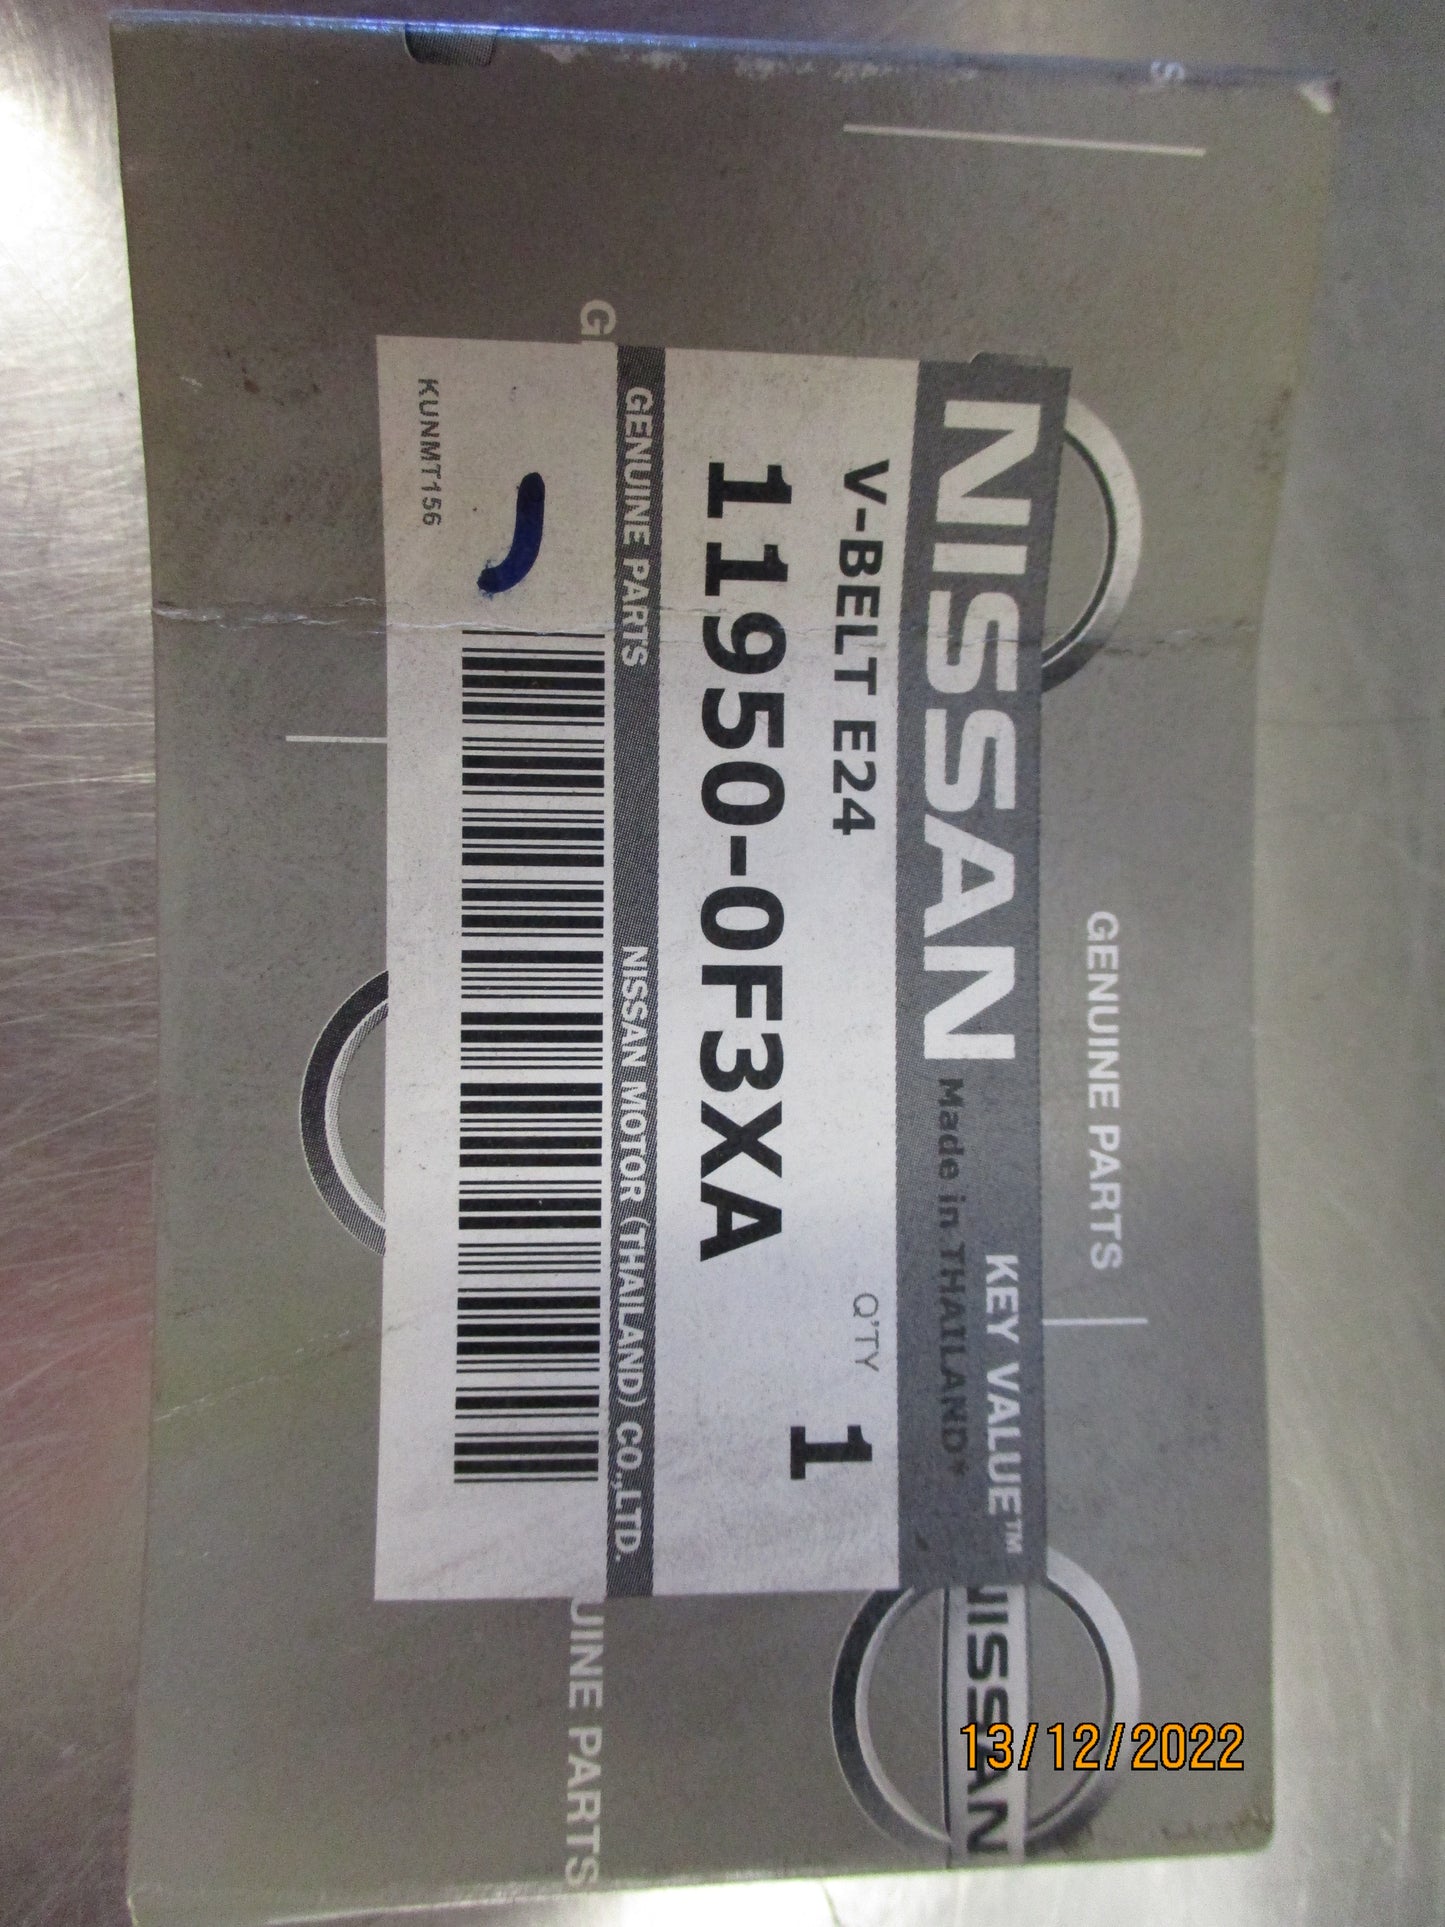 GENUINE PARTS
NISSAN
KEY VALUE™
Made in THAILAND*
V-BELT E24
Q'TY
1
11950-0F3XA
GENUINE PARTS
NISSAN MOTOR (THAILAND) CO.,LTD.
KUNMT156
G
UINE PARTS
NISSAN
S
13/12/2022